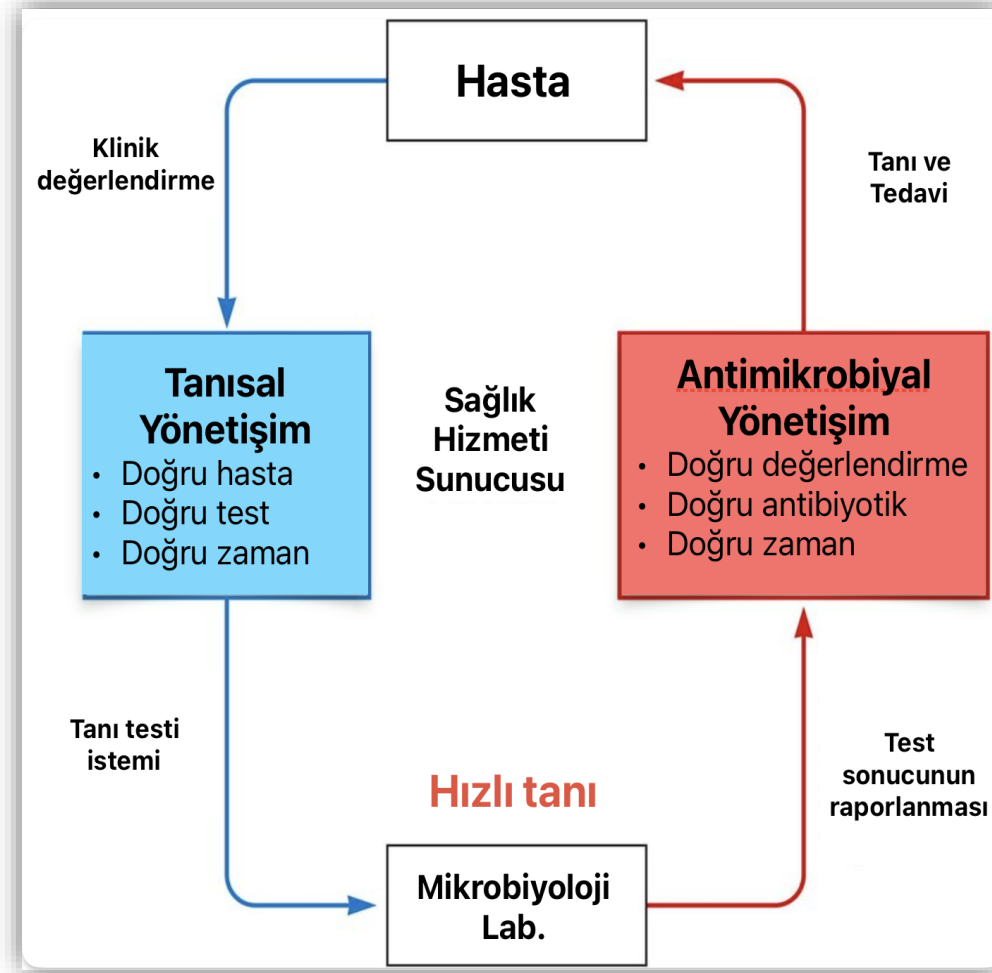 Hasta
Klinik
değerlendirme
Tanı ve
Tedavi
Tanısal
Yönetişim
• Doğru hasta
• Doğru test
• Doğru zaman
Sağlık
Hizmeti
Sunucusu
Antimikrobiyal
Yönetişim
• Doğru değerlendirme
• Doğru antibiyotik
• Doğru zaman
Tanı testi
istemi
Hızlı tanı
Test
sonucunun
raporlanması
Mikrobiyoloji
Lab.